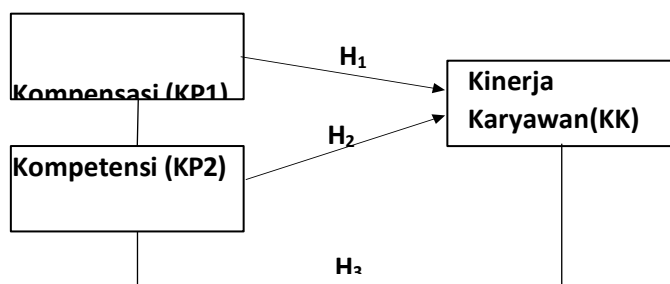 Kompensasi (KP1)
H₁
Kinerja
Karyawan(KK)
H₂
Kompetensi (KP2)
H₃